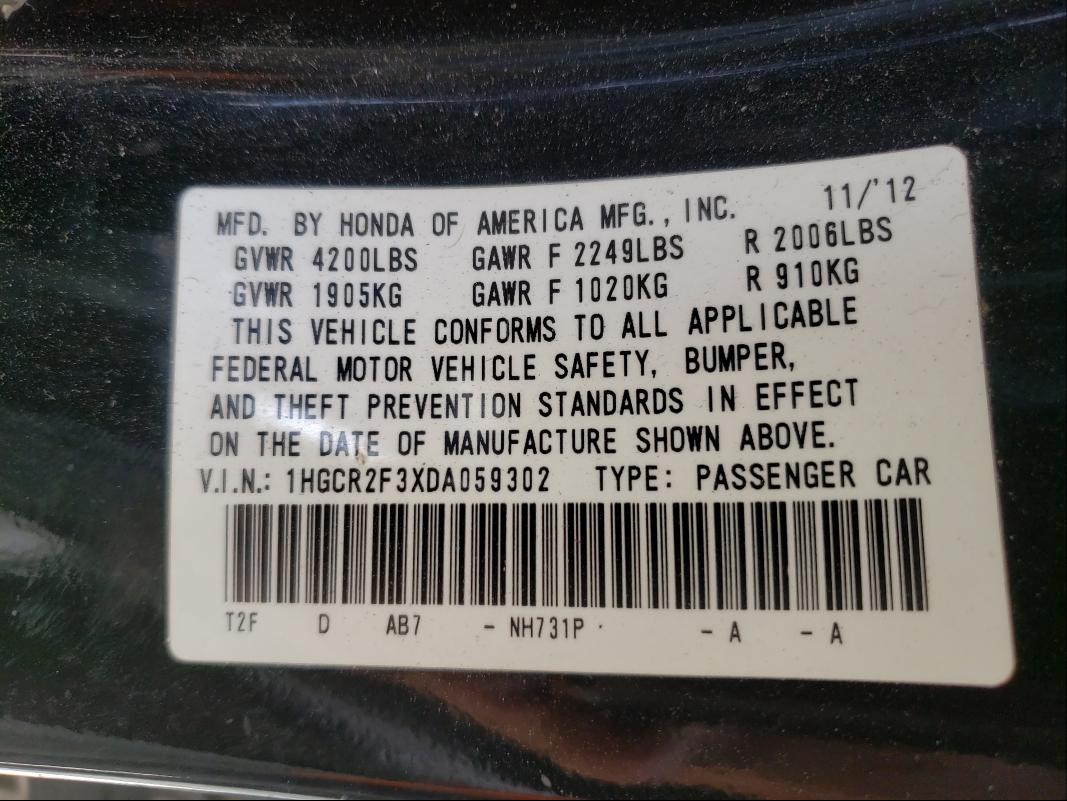 MFD. BY HONDA OF AMERICA MFG., INC. 11/'12
GVWR 4200LBS GAWR F 2249LBS R 2006LBS
GVWR 1905KG GAWR F 1020KG R 910KG
THIS VEHICLE CONFORMS TO ALL APPLICABLE
FEDERAL MOTOR VEHICLE SAFETY, BUMPER,
AND THEFT PREVENTION STANDARDS IN EFFECT
ON THE DATE OF MANUFACTURE SHOWN ABOVE.
V.I.N.: 1HGCR2F3XDA059302 TYPE: PASSENGER CAR
T2F D AB7 - NH731P - A - A